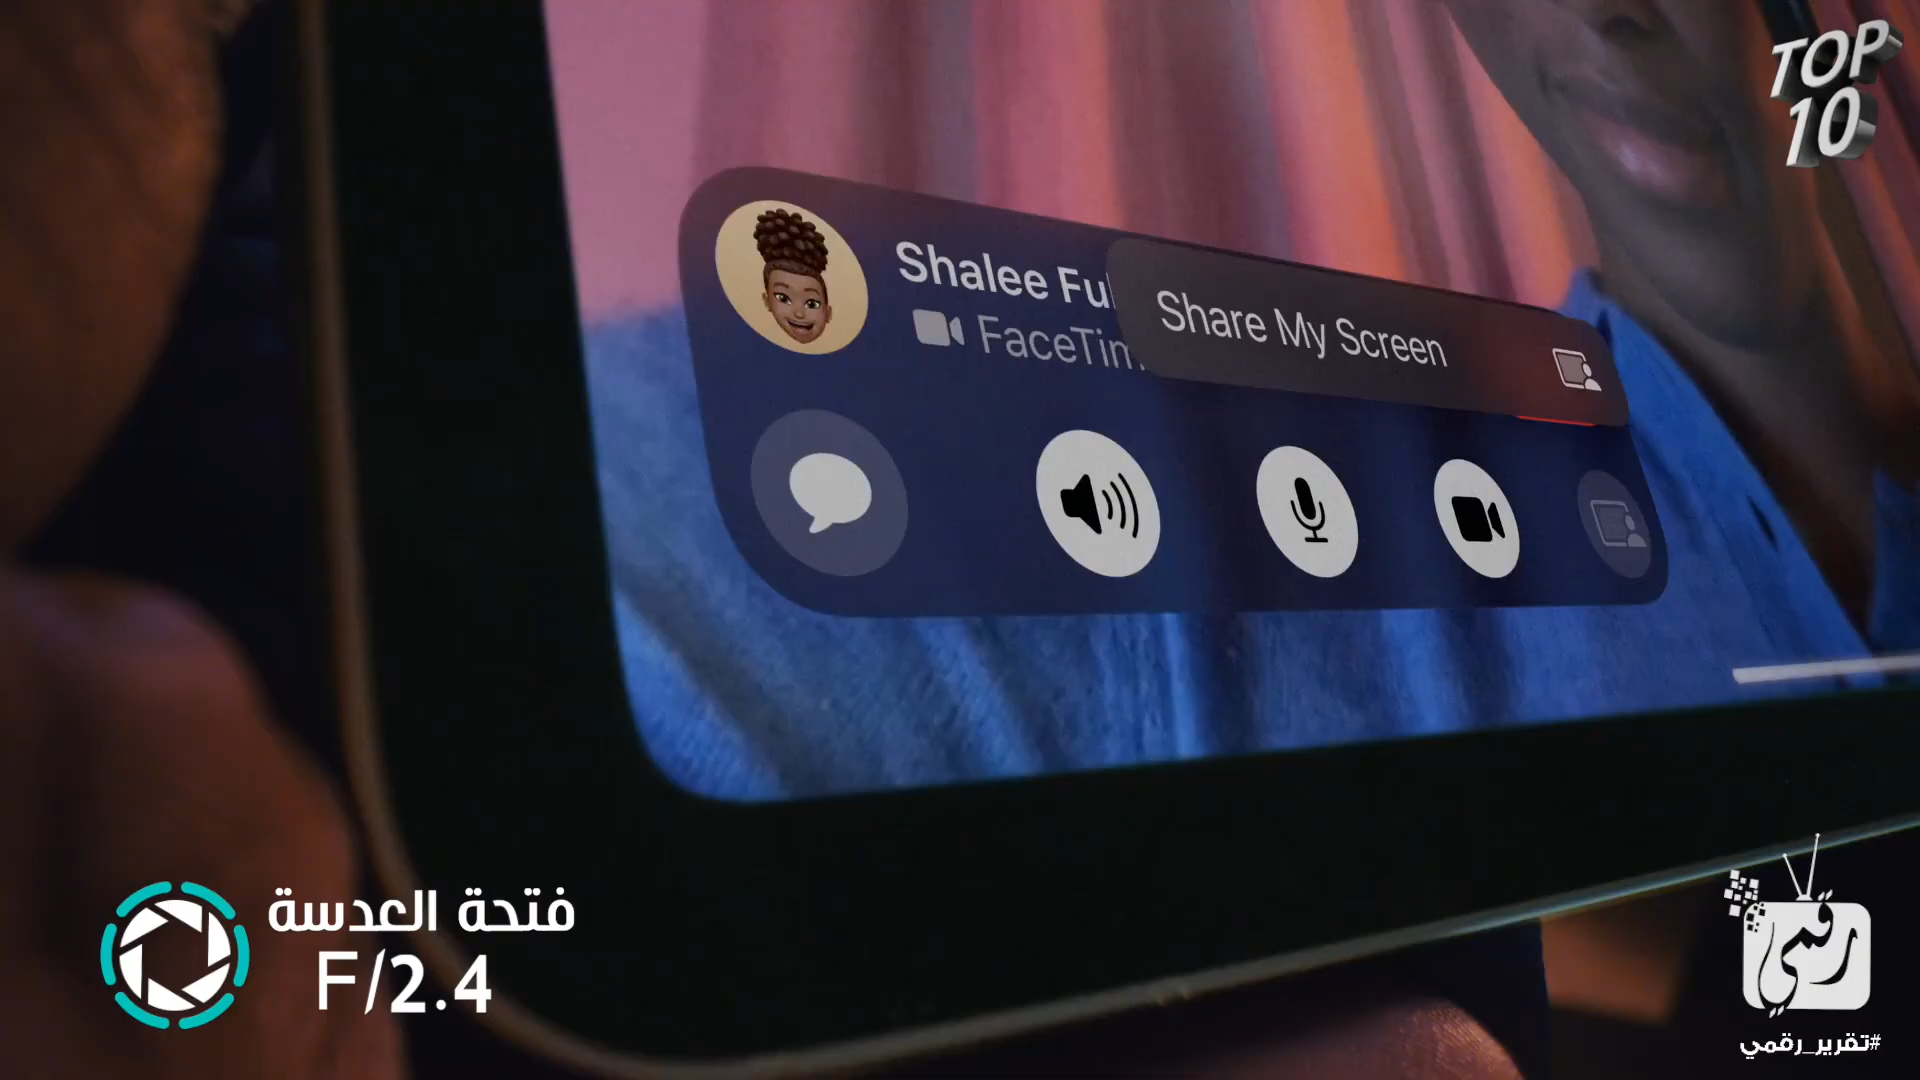 TOP
10
Shalee Fu
FaceTim
Share My Screen
فتحة العدسة
F/2.4
رقمي
#تقرير_رقمي